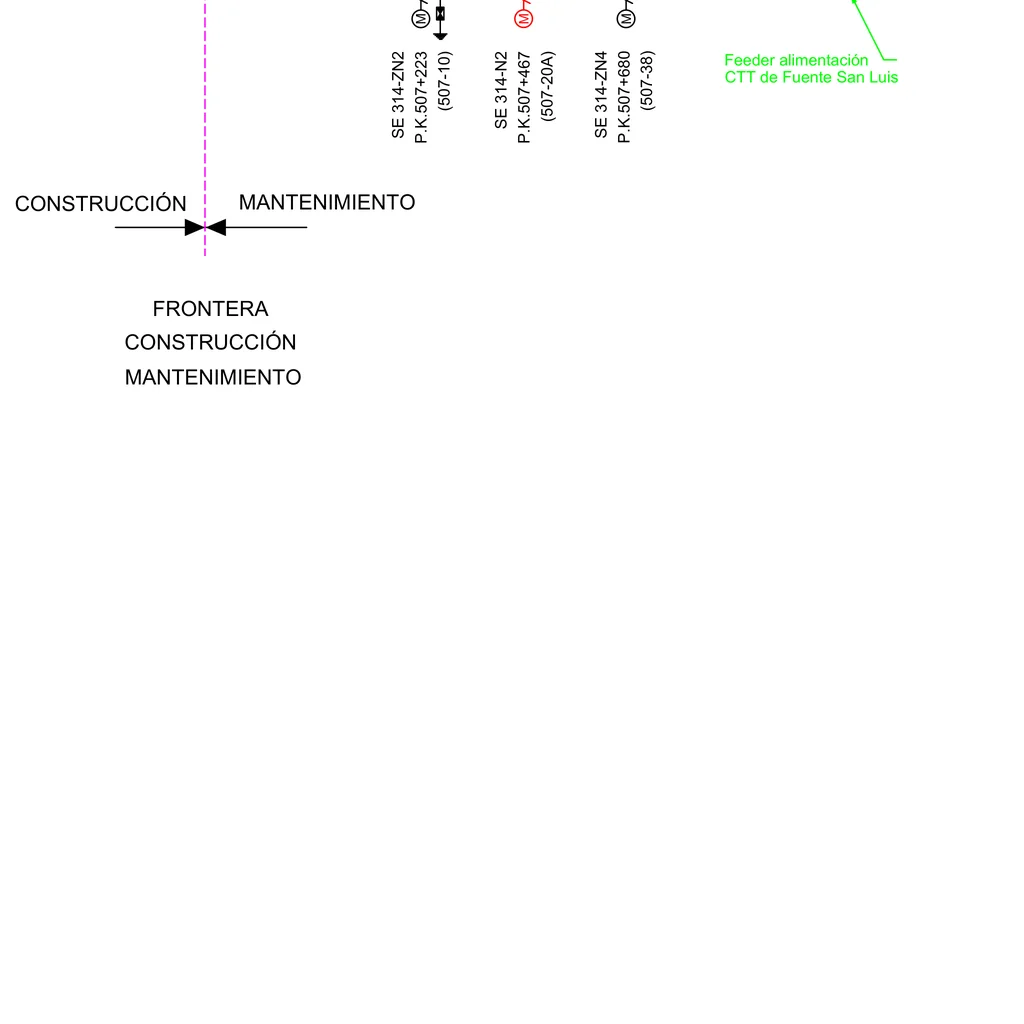 M
M
M
SE 314-ZN2
P.K.507+223
(507-10)
SE 314-N2
P.K.507+467
(507-20A)
SE 314-ZN4
P.K.507+680
(507-38)
Feeder alimentación
CTT de Fuente San Luis
CONSTRUCCIÓN
MANTENIMIENTO
FRONTERA
CONSTRUCCIÓN
MANTENIMIENTO